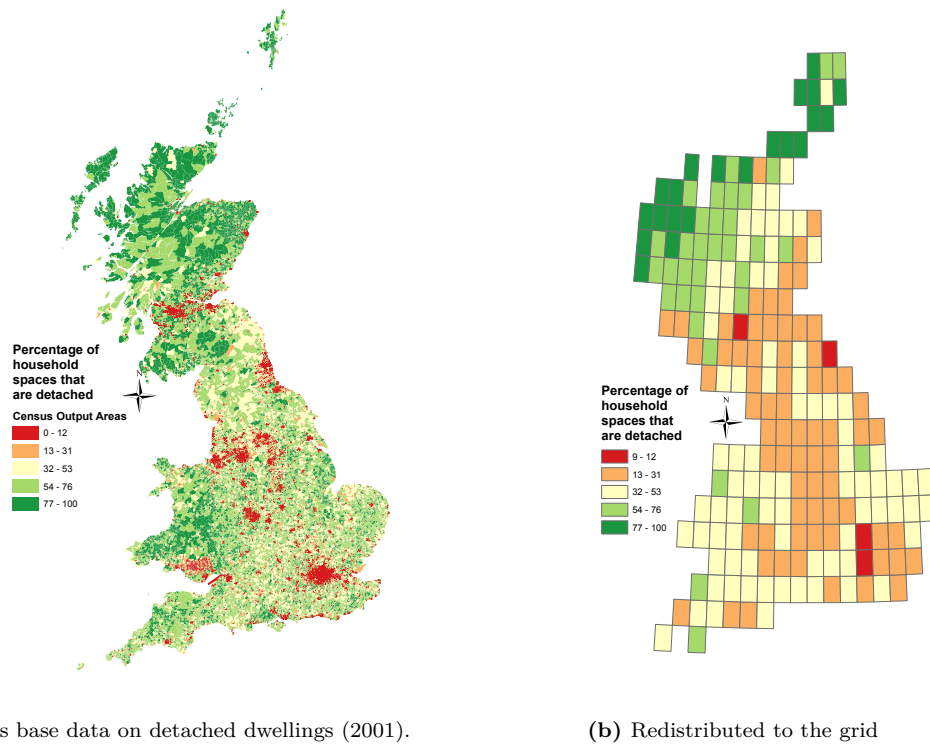 Percentage of
household
spaces that
are detached
N
Census Output Areas
0 - 12
13 - 31
32 - 53
54 - 76
77 - 100
Percentage of
household
spaces that
are detached
N
9 - 12
13 - 31
32 - 53
54 - 76
77 - 100
s base data on detached dwellings (2001).
(b) Redistributed to the grid